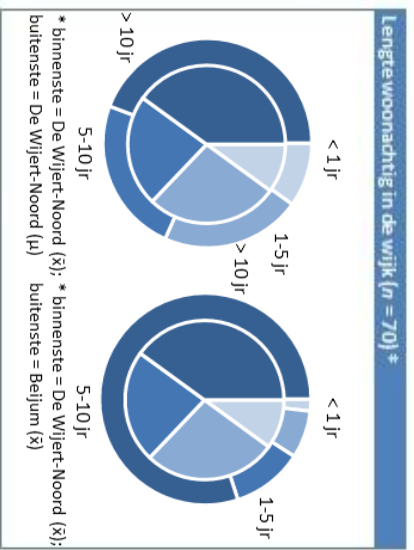 Lengte woonachtig in de wijk (n = 70) *
< 1 jr
1-5 jr
5-10 jr
> 10 jr
< 1 jr
1-5 jr
5-10 jr
> 10 jr
* binnenste = De Wijert-Noord (x̄);
buitenste = De Wijert-Noord (µ)
* binnenste = De Wijert-Noord (x̄);
buitenste = Beijum (x̄)